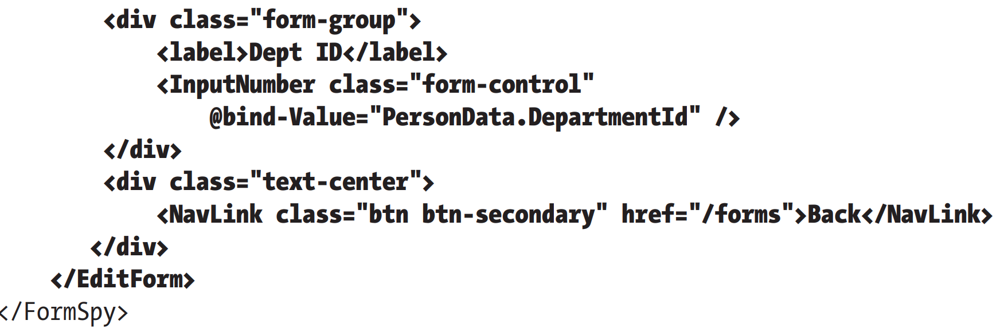 <div class="form-group">
<label>Dept ID</label>
<InputNumber class="form-control"
@bind-Value="PersonData.DepartmentId" />
</div>
<div class="text-center">
<NavLink class="btn btn-secondary" href="/forms">Back</NavLink>
</div>
</EditForm>
</FormSpy>